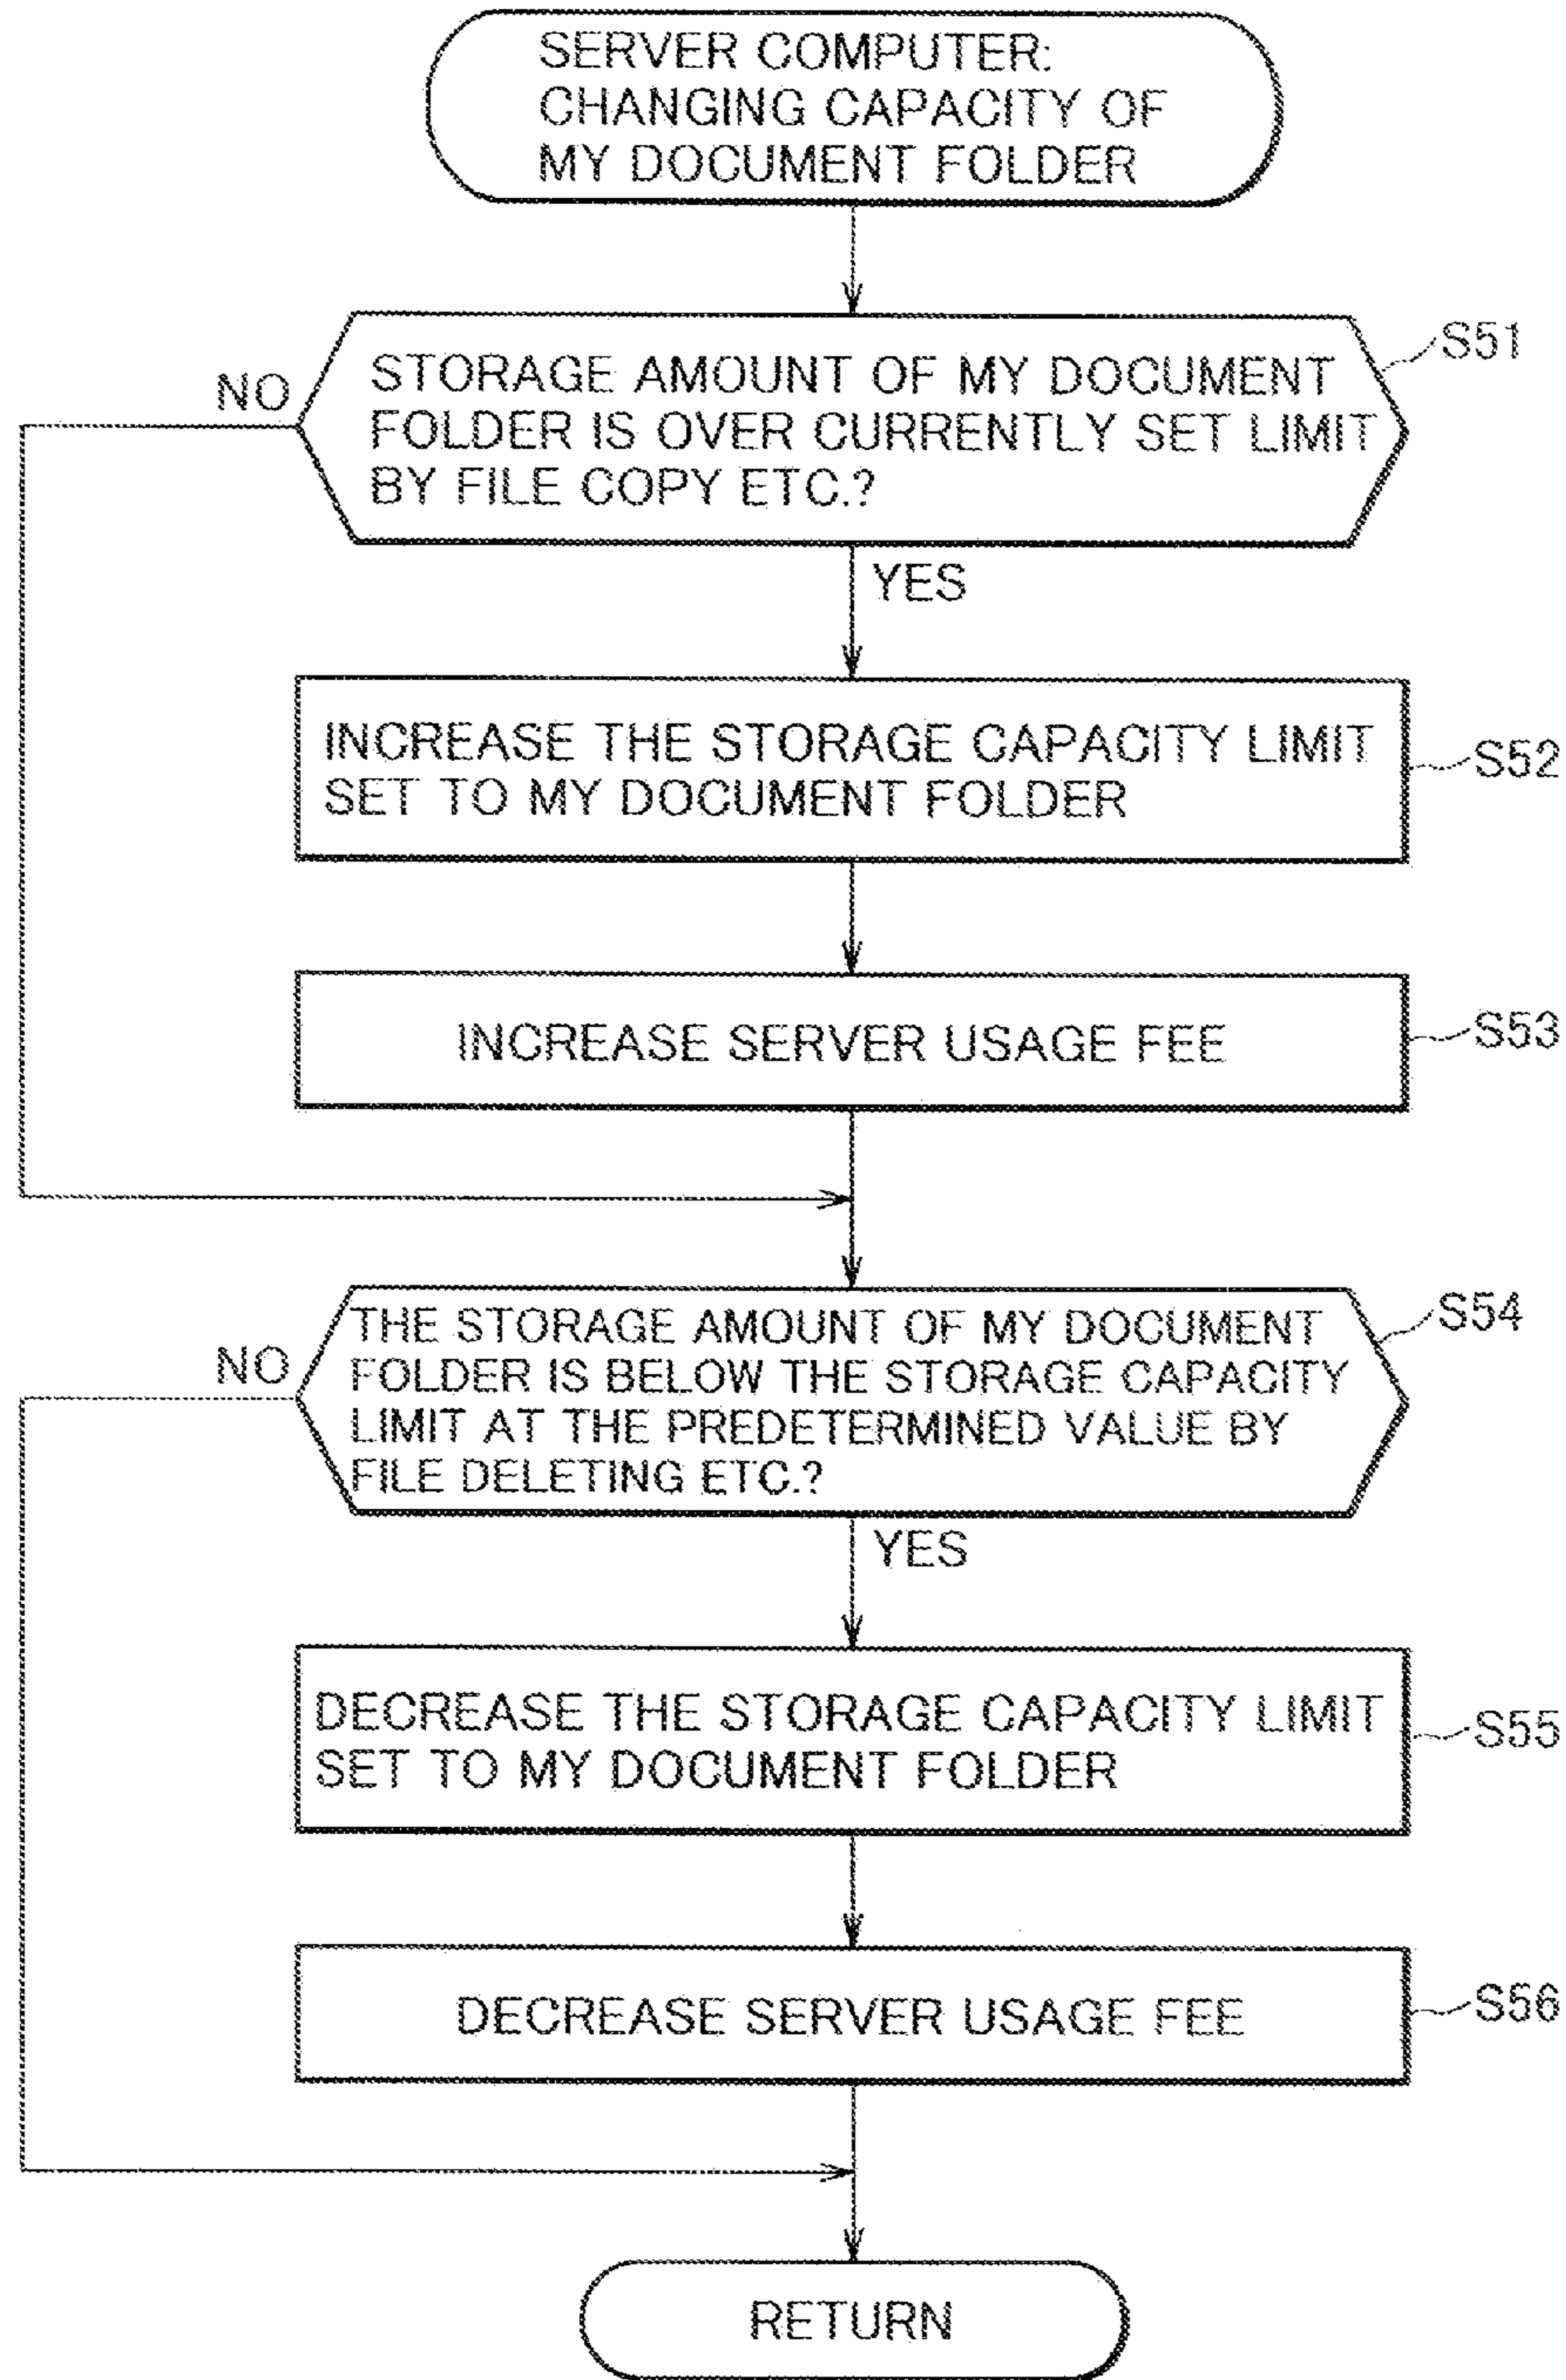 SERVER COMPUTER:
CHANGING CAPACITY OF
MY DOCUMENT FOLDER
S51
NO
STORAGE AMOUNT OF MY DOCUMENT
FOLDER IS OVER CURRENTLY SET LIMIT
BY FILE COPY ETC.?
YES
INCREASE THE STORAGE CAPACITY LIMIT
SET TO MY DOCUMENT FOLDER
S52
INCREASE SERVER USAGE FEE
S53
S54
NO
THE STORAGE AMOUNT OF MY DOCUMENT
FOLDER IS BELOW THE STORAGE CAPACITY
LIMIT AT THE PREDETERMINED VALUE BY
FILE DELETING ETC.?
YES
DECREASE THE STORAGE CAPACITY LIMIT
SET TO MY DOCUMENT FOLDER
S55
DECREASE SERVER USAGE FEE
S56
RETURN